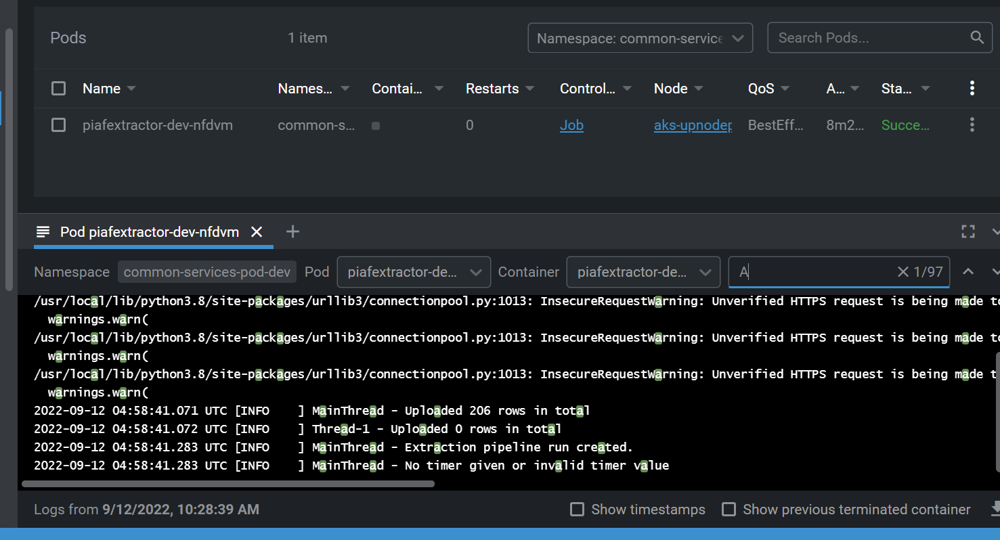 Pods 1 item Namespace: common-servic Search Pods...
Name Names... Contai... Restarts Control... Node QoS A... Sta...
piafextractor-dev-nfdvm common-s... 0 Job aks-upnodep BestEff... 8m2... Succe...
Pod piafextractor-dev-nfdvm
Namespace common-services-pod-dev Pod piafextractor-de... Container piafextractor-de... A 1/97
/usr/local/lib/python3.8/site-packages/urllib3/connectionpool.py:1013: InsecureRequestWarning: Unverified HTTPS request is being made to
warnings.warn(
/usr/local/lib/python3.8/site-packages/urllib3/connectionpool.py:1013: InsecureRequestWarning: Unverified HTTPS request is being made to
warnings.warn(
/usr/local/lib/python3.8/site-packages/urllib3/connectionpool.py:1013: InsecureRequestWarning: Unverified HTTPS request is being made t
warnings.warn(
2022-09-12 04:58:41.071 UTC [INFO    ] MainThread - Uploaded 206 rows in total
2022-09-12 04:58:41.072 UTC [INFO    ] Thread-1 - Uploaded 0 rows in total
2022-09-12 04:58:41.283 UTC [INFO    ] MainThread - Extraction pipeline run created.
2022-09-12 04:58:41.283 UTC [INFO    ] MainThread - No timer given or invalid timer value
Logs from 9/12/2022, 10:28:39 AM Show timestamps Show previous terminated container